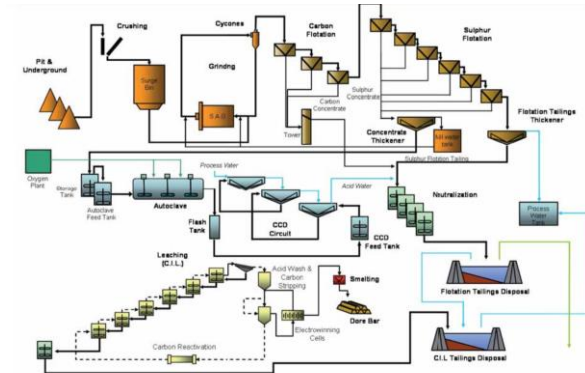 Crushing
Cycones
Carbon
Flotation
Sulphur
Flotation
Pit &
Underground
Surge
Bin
Grindng
S A G
Sulphur
Concentrate
Carbon
Concentrate
Tower
Concentrate
Thickener
Flotation Tailings
Thickener
Sulphur Flotation Tailing
Oxygen
Plant
Storage
Tank
Autoclave
Feed Tank
Autoclave
Process Water
Acid Water
Flash
Tank
CCD
Circuit
CCD
Feed Tank
Neutralization
Process
Water
Tank
Leaching
(C.I.L.)
Acid Wash &
Carbon
Stripping
Smelting
Dore Bar
Electrowinning
Cells
Carbon Reactivation
Flotation Tailings Disposal
C.I.L Tailings Disposal